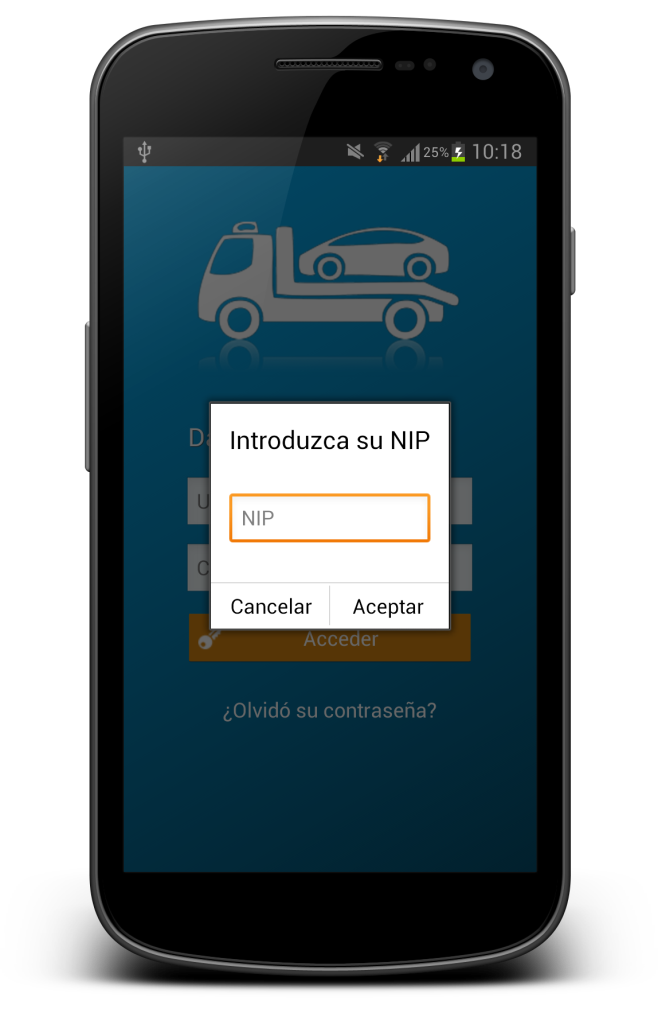 25% 10:18
Introduzca su NIP
NIP
Cancelar Aceptar
Acceder
¿Olvidó su contraseña?